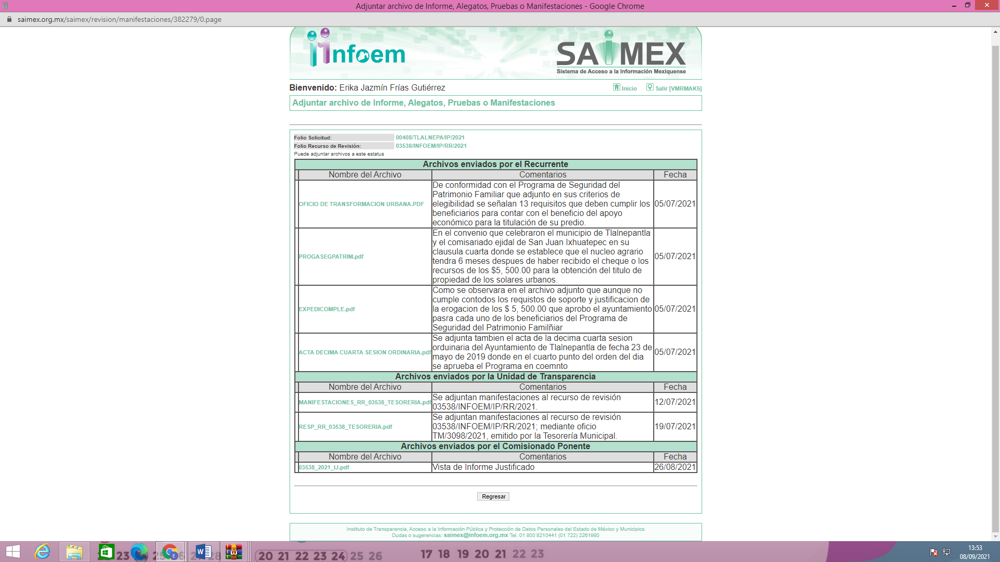 Adjuntar archivo de Informe, Alegatos, Pruebas o Manifestaciones - Google Chrome
saimex.org.mx/saimex/revision/manifestaciones/382279/0.page
infoem
SAIMEX
Sistema de Acceso a la Información Mexiquense
Bienvenido: Erika Jazmín Frías Gutiérrez
Inicio Salir [VMRMAK5]
Adjuntar archivo de Informe, Alegatos, Pruebas o Manifestaciones
Folio Solicitud: 00408/TLALNEPA/IP/2021
Folio Recurso de Revisión: 03538/INFOEM/IP/RR/2021
Puede adjuntar archivos a este estatus
Archivos enviados por el Recurrente
Nombre del Archivo Comentarios Fecha
De conformidad con el Programa de Seguridad del
Patrimonio Familiar que adjunto en sus criterios de
OFICIO DE TRANSFORMACION URBANA.PDF elegibilidad se señalan 13 requisitos que deben cumplir los 05/07/2021
beneficiarios para contar con el beneficio del apoyo
económico para la titulación de su predio.
En el convenio que celebraron el municipio de Tlalnepantla
y el comisariado ejidal de San Juan Ixhuatepec en su
clausula cuarta donde se establece que el nucleo agrario
PROGASEGPATRIM.pdf tendra 6 meses despues de haber recibido el cheque o los 05/07/2021
recursos de los $5, 500.00 para la obtención del titulo de
propiedad de los solares urbanos.
Como se observara en el archivo adjunto que aunque no
cumple contodos los requistos de soporte y justificacion de
EXPEDICOMPLE.pdf la erogacion de los $ 5, 500.00 que aprobo el ayuntamiento 05/07/2021
pasra cada uno de los beneficiarios del Programa de
Seguridad del Patrimonio Familñiar
Se adjunta tambien el acta de la decima cuarta sesion
orduinaria del Ayuntamiento de Tlalnepantla de fecha 23 de
ACTA DECIMA CUARTA SESION ORDINARIA.pdf mayo de 2019 donde en el cuarto punto del orden del dia 05/07/2021
se aprueba el Programa en coemnto
Archivos enviados por la Unidad de Transparencia
Nombre del Archivo Comentarios Fecha
MANIFESTACIONES_RR_03538_TESORERIA.pdf Se adjuntan manifestaciones al recurso de revisión 12/07/2021
03538/INFOEM/IP/RR/2021.
Se adjuntan manifestaciones al recurso de revisión
RESP_RR_03538_TESORERIA.pdf 03538/INFOEM/IP/RR/2021; mediante oficio 19/07/2021
TM/3098/2021, emitido por la Tesorería Municipal.
Archivos enviados por el Comisionado Ponente
Nombre del Archivo Comentarios Fecha
03538_2021_IJ.pdf Vista de Informe Justificado 26/08/2021
Regresar
Instituto de Transparencia, Acceso a la Información Pública y Protección de Datos Personales del Estado de México y Municipios
Dudas o sugerencias: saimex@infoem.org.mx Tel. 01 800 8210441 (01 722) 2261980
23 20 21 22 23 24 25 26 17 18 19 20 21 22 23
13:53
08/09/2021